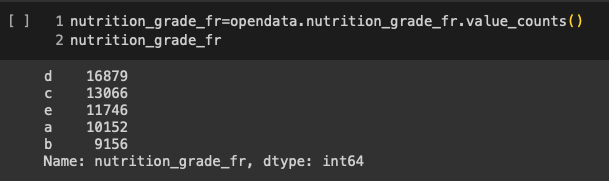 [ ] 1 nutrition_grade_fr=opendata.nutrition_grade_fr.value_counts()
2 nutrition_grade_fr
d 16879
c 13066
e 11746
a 10152
b 9156
Name: nutrition_grade_fr, dtype: int64